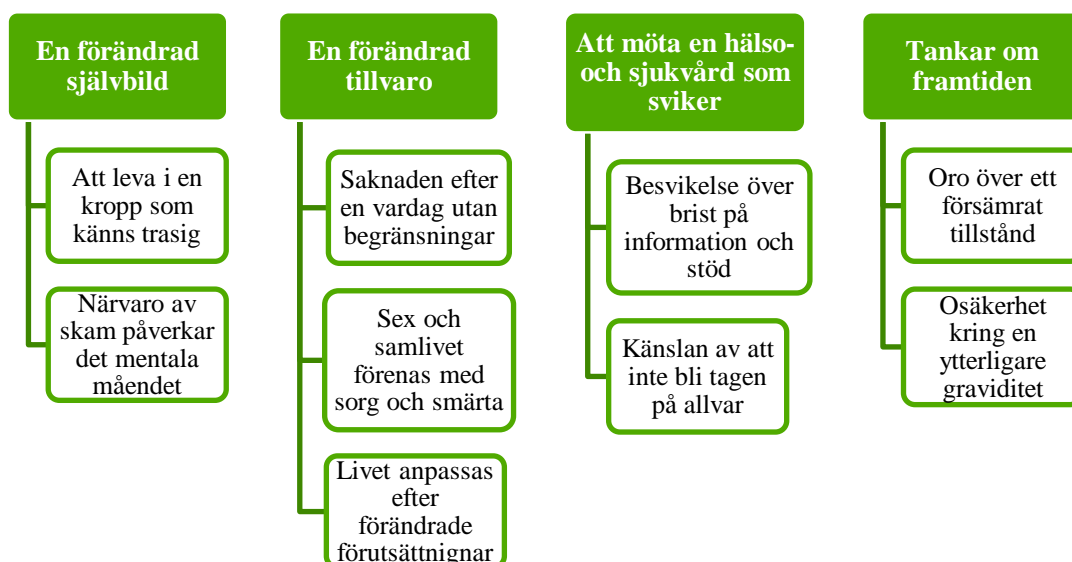 En förändrad
självbild
Att leva i en
kropp som
känns trasig
Närvaro av
skam påverkar
det mentala
måendet
En förändrad
tillvaro
Saknaden efter
en vardag utan
begränsningar
Sex och
samlivet
förenas med
sorg och smärta
Livet anpassas
efter
förändrade
förutsättnignar
Att möta en hälso-
och sjukvård som
sviker
Besvikelse över
brist på
information och
stöd
Känslan av att
inte bli tagen
på allvar
Tankar om
framtiden
Oro över ett
försämrat
tillstånd
Osäkerhet
kring en
ytterligare
graviditet